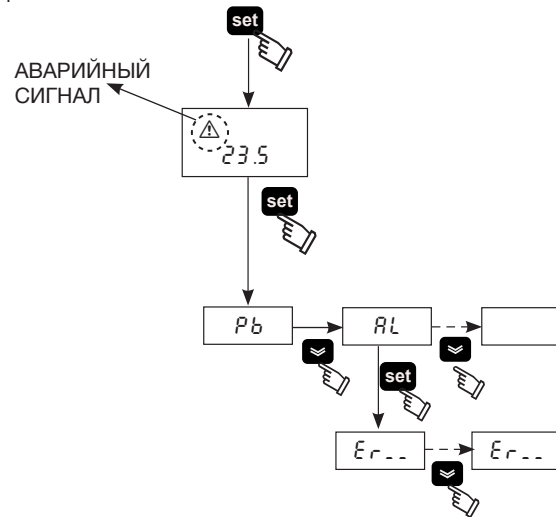 set
АВАРИЙНЫЙ
СИГНАЛ
23.5
set
Pb
AL
set
Er--
Er--